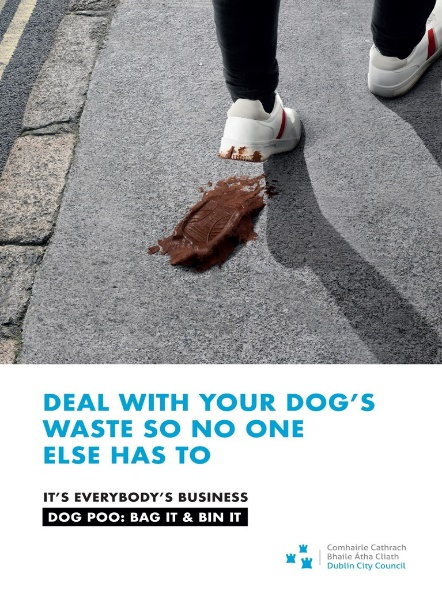 DEAL WITH YOUR DOG'S
WASTE SO NO ONE
ELSE HAS TO
IT'S EVERYBODY'S BUSINESS
DOG POO: BAG IT & BIN IT
Comhairle Cathrach
Bhaile Átha Cliath
Dublin City Council